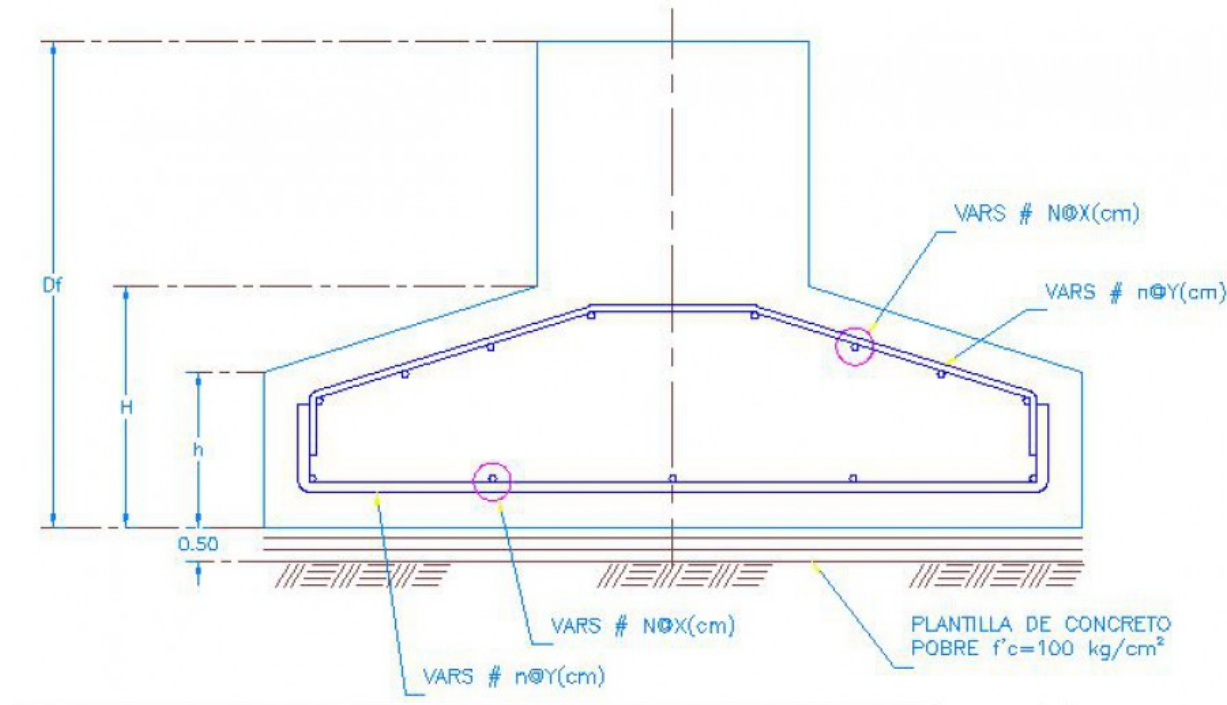 VARS # N@X(cm)
Df
VARS # n@Y(cm)
H
h
0.50
VARS # N@X(cm)
PLANTILLA DE CONCRETO
POBRE f'c=100 kg/cm²
VARS # n@Y(cm)